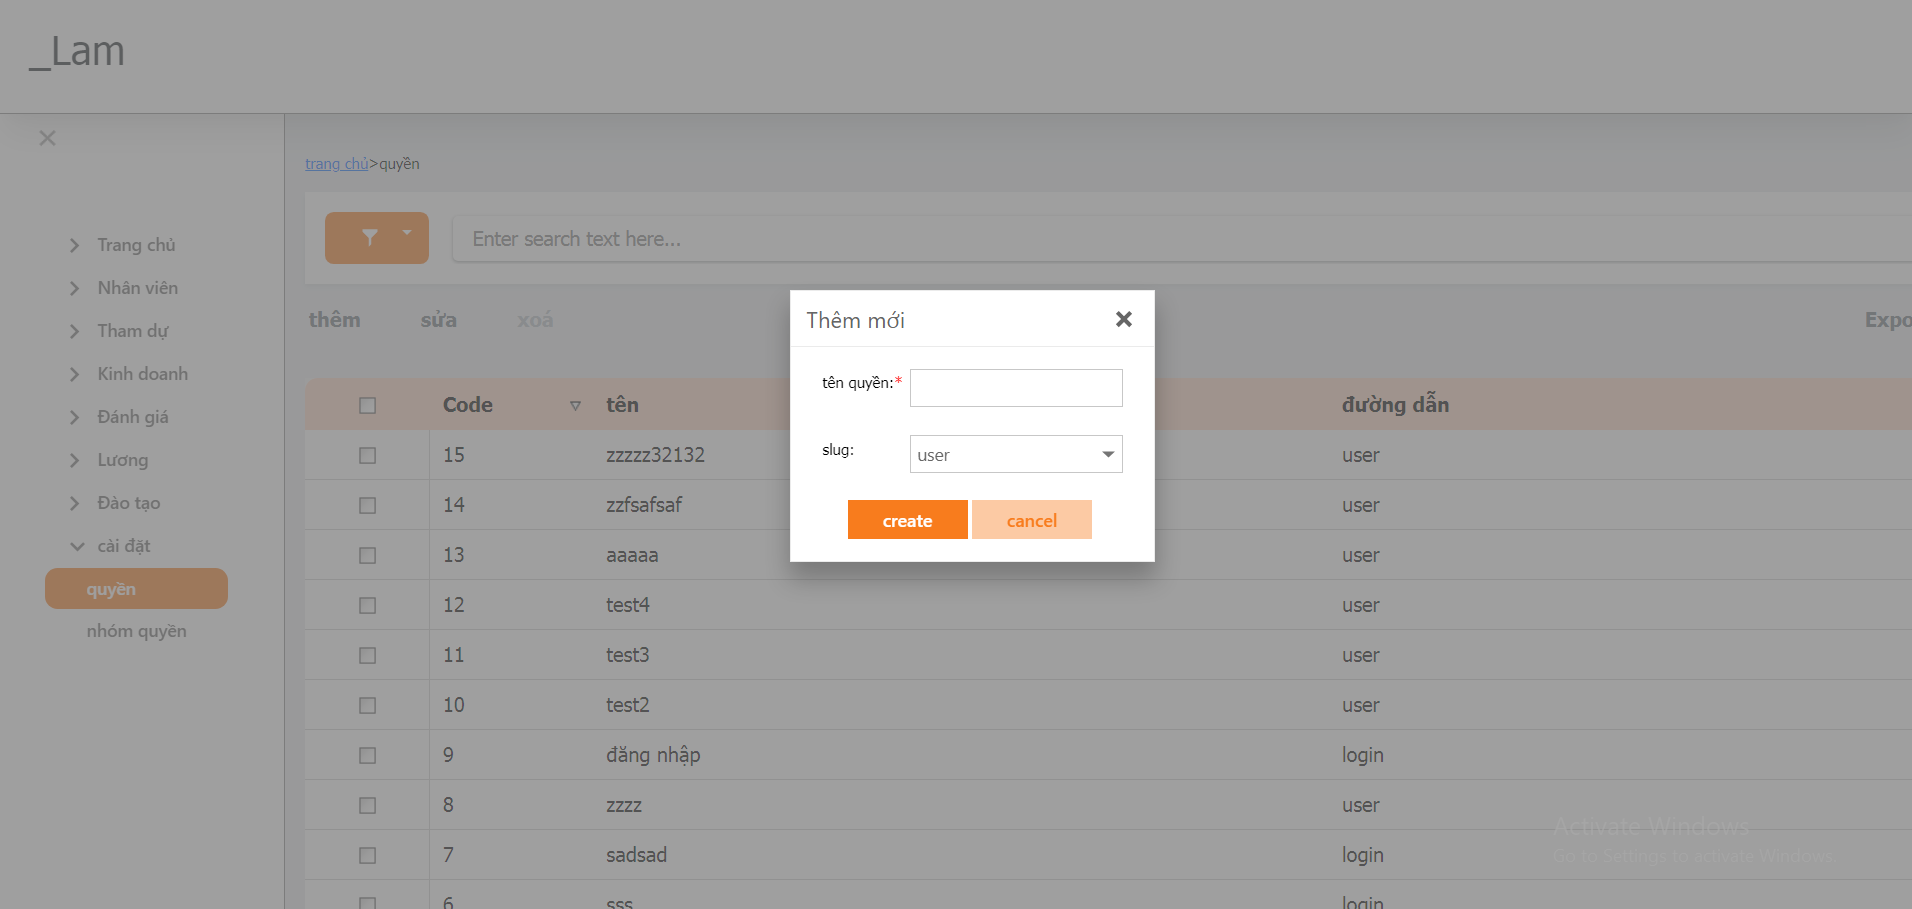 _Lam
trang chủ>quyền
Trang chủ
Nhân viên
Tham dự
Kinh doanh
Đánh giá
Lương
Đào tạo
cài đặt
quyền
nhóm quyền
Enter search text here...
thêm sửa xoá Expo
Thêm mới
tên quyền:*
slug: user
create cancel
Code tên đường dẫn
15 zzzzz32132 user
14 zzfsafsaf user
13 aaaaa user
12 test4 user
11 test3 user
10 test2 user
9 đăng nhập login
8 zzzz user
7 sadsad login
6 sss login
Activate Windows
Go to Settings to activate Windows.